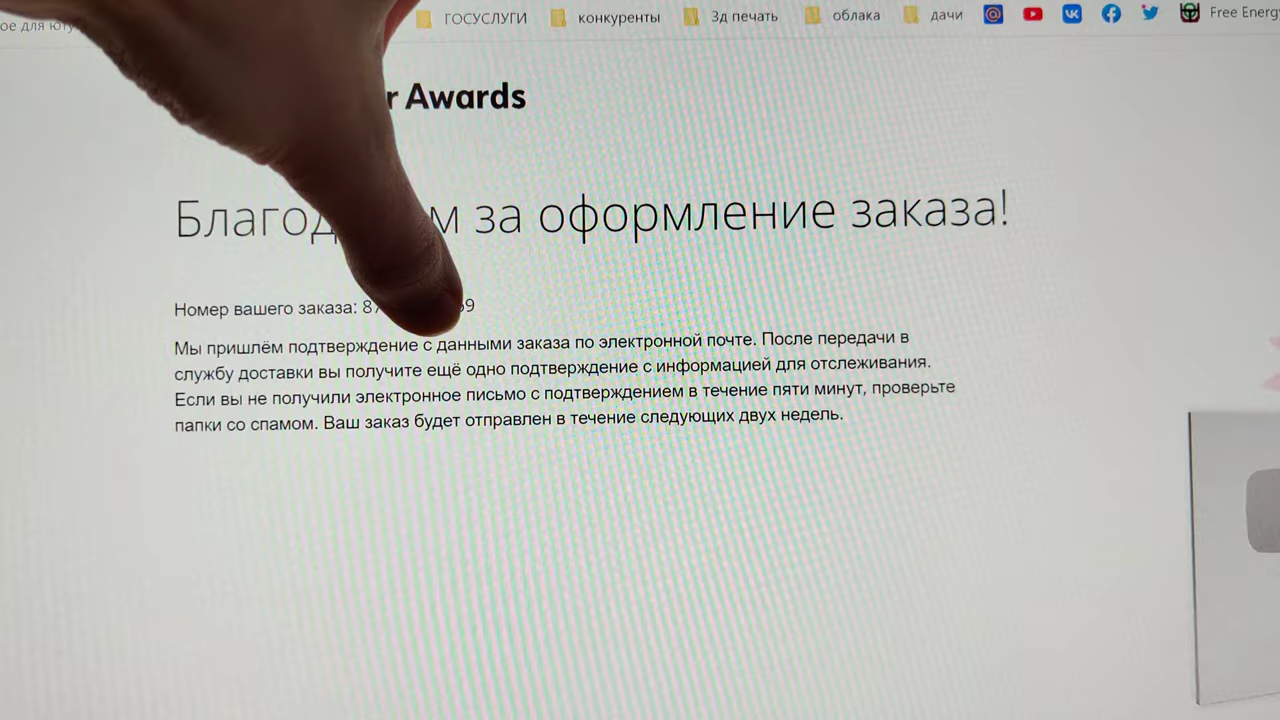 ГОСУСЛУГИ конкуренты 3д печать облака дачи Free Energ
Awards
за оформление заказа!
Номер вашего заказа:
Мы пришлём подтверждение с данными заказа по электронной почте. После передачи в
службу доставки вы получите ещё одно подтверждение с информацией для отслеживания.
Если вы не получили электронное письмо с подтверждением в течение пяти минут, проверьте
папки со спамом. Ваш заказ будет отправлен в течение следующих двух недель.